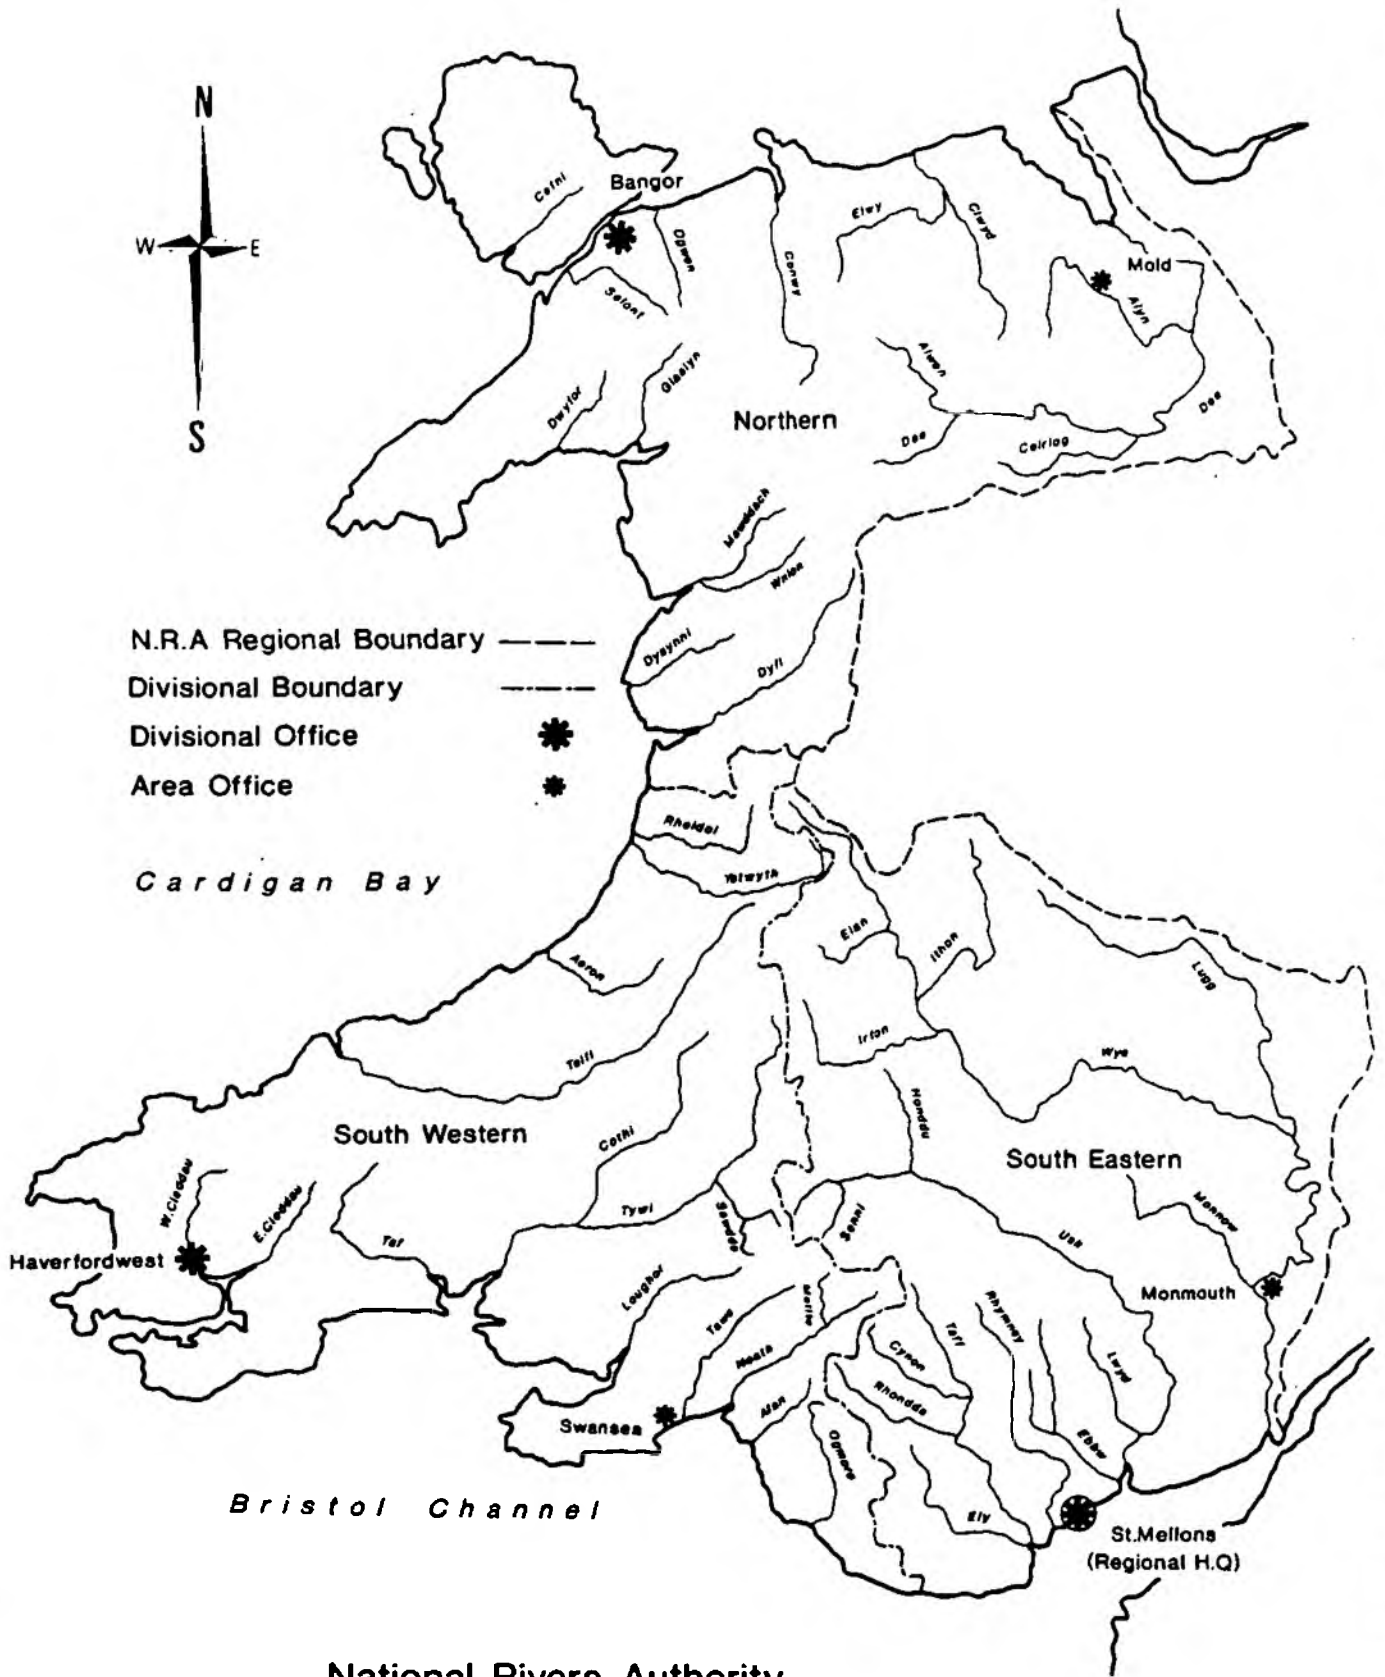 N
W
E
S
Cefni
Bangor
Ogwen
Seiont
Conwy
Elwy
Clwyd
Mold
Alyn
Alwen
Dee
Ceiriog
Dee
Glaslyn
Dwyfor
Northern
Mawddach
Wnion
Dysynni
Dyfi
N.R.A Regional Boundary
Divisional Boundary
Divisional Office
Area Office
Cardigan Bay
Rheidol
Ystwyth
Aeron
Elan
Ithon
Lugg
Irfon
Wye
Teifi
South Western
Cothi
Honddu
South Eastern
W.Cleddau
E.Cleddau
Haverfordwest
Taf
Tywi
Sawdde
Senni
Usk
Monnow
Monmouth
Loughor
Tawe
Mellte
Neath
Afan
Cynon
Rhondda
Taff
Rhymney
Lwyd
Ebbw
Swansea
Ogmore
Ely
Bristol Channel
St.Mellons
(Regional H.Q)
National Rivers Authority